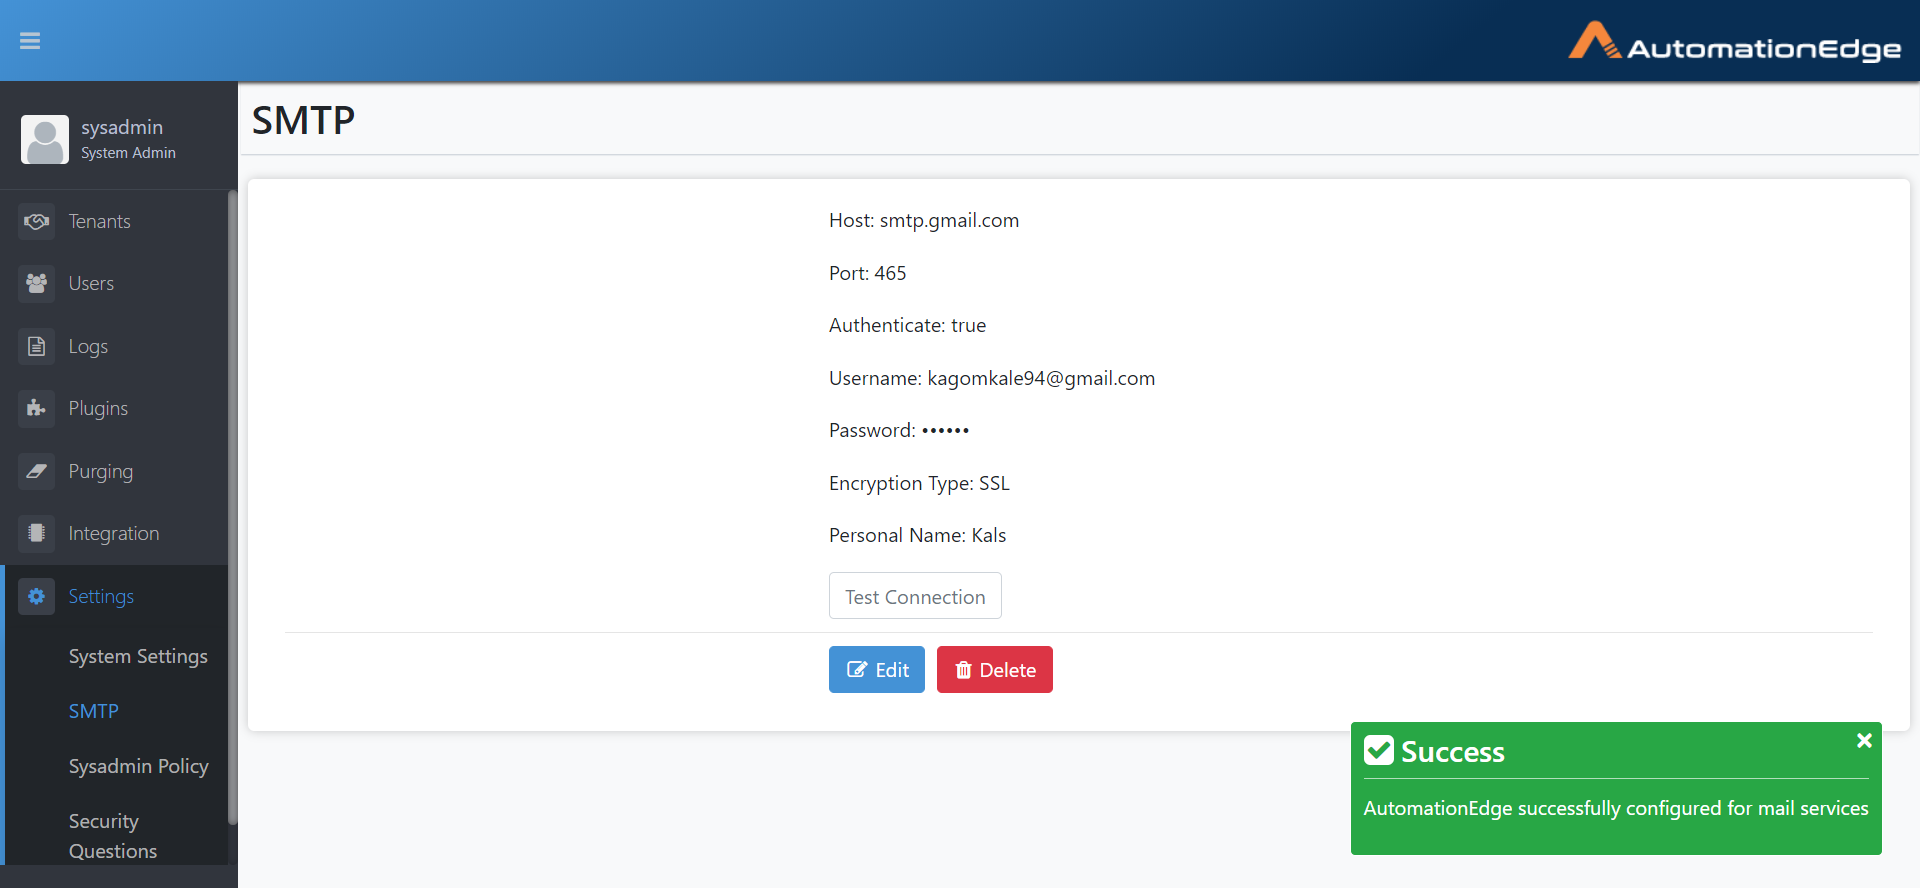 AutomationEdge
sysadmin
System Admin
Tenants
Users
Logs
Plugins
Purging
Integration
Settings
System Settings
SMTP
Sysadmin Policy
Security
Questions
SMTP
Host: smtp.gmail.com
Port: 465
Authenticate: true
Username: kagomkale94@gmail.com
Password: ••••••
Encryption Type: SSL
Personal Name: Kals
Test Connection
Edit
Delete
Success
AutomationEdge successfully configured for mail services